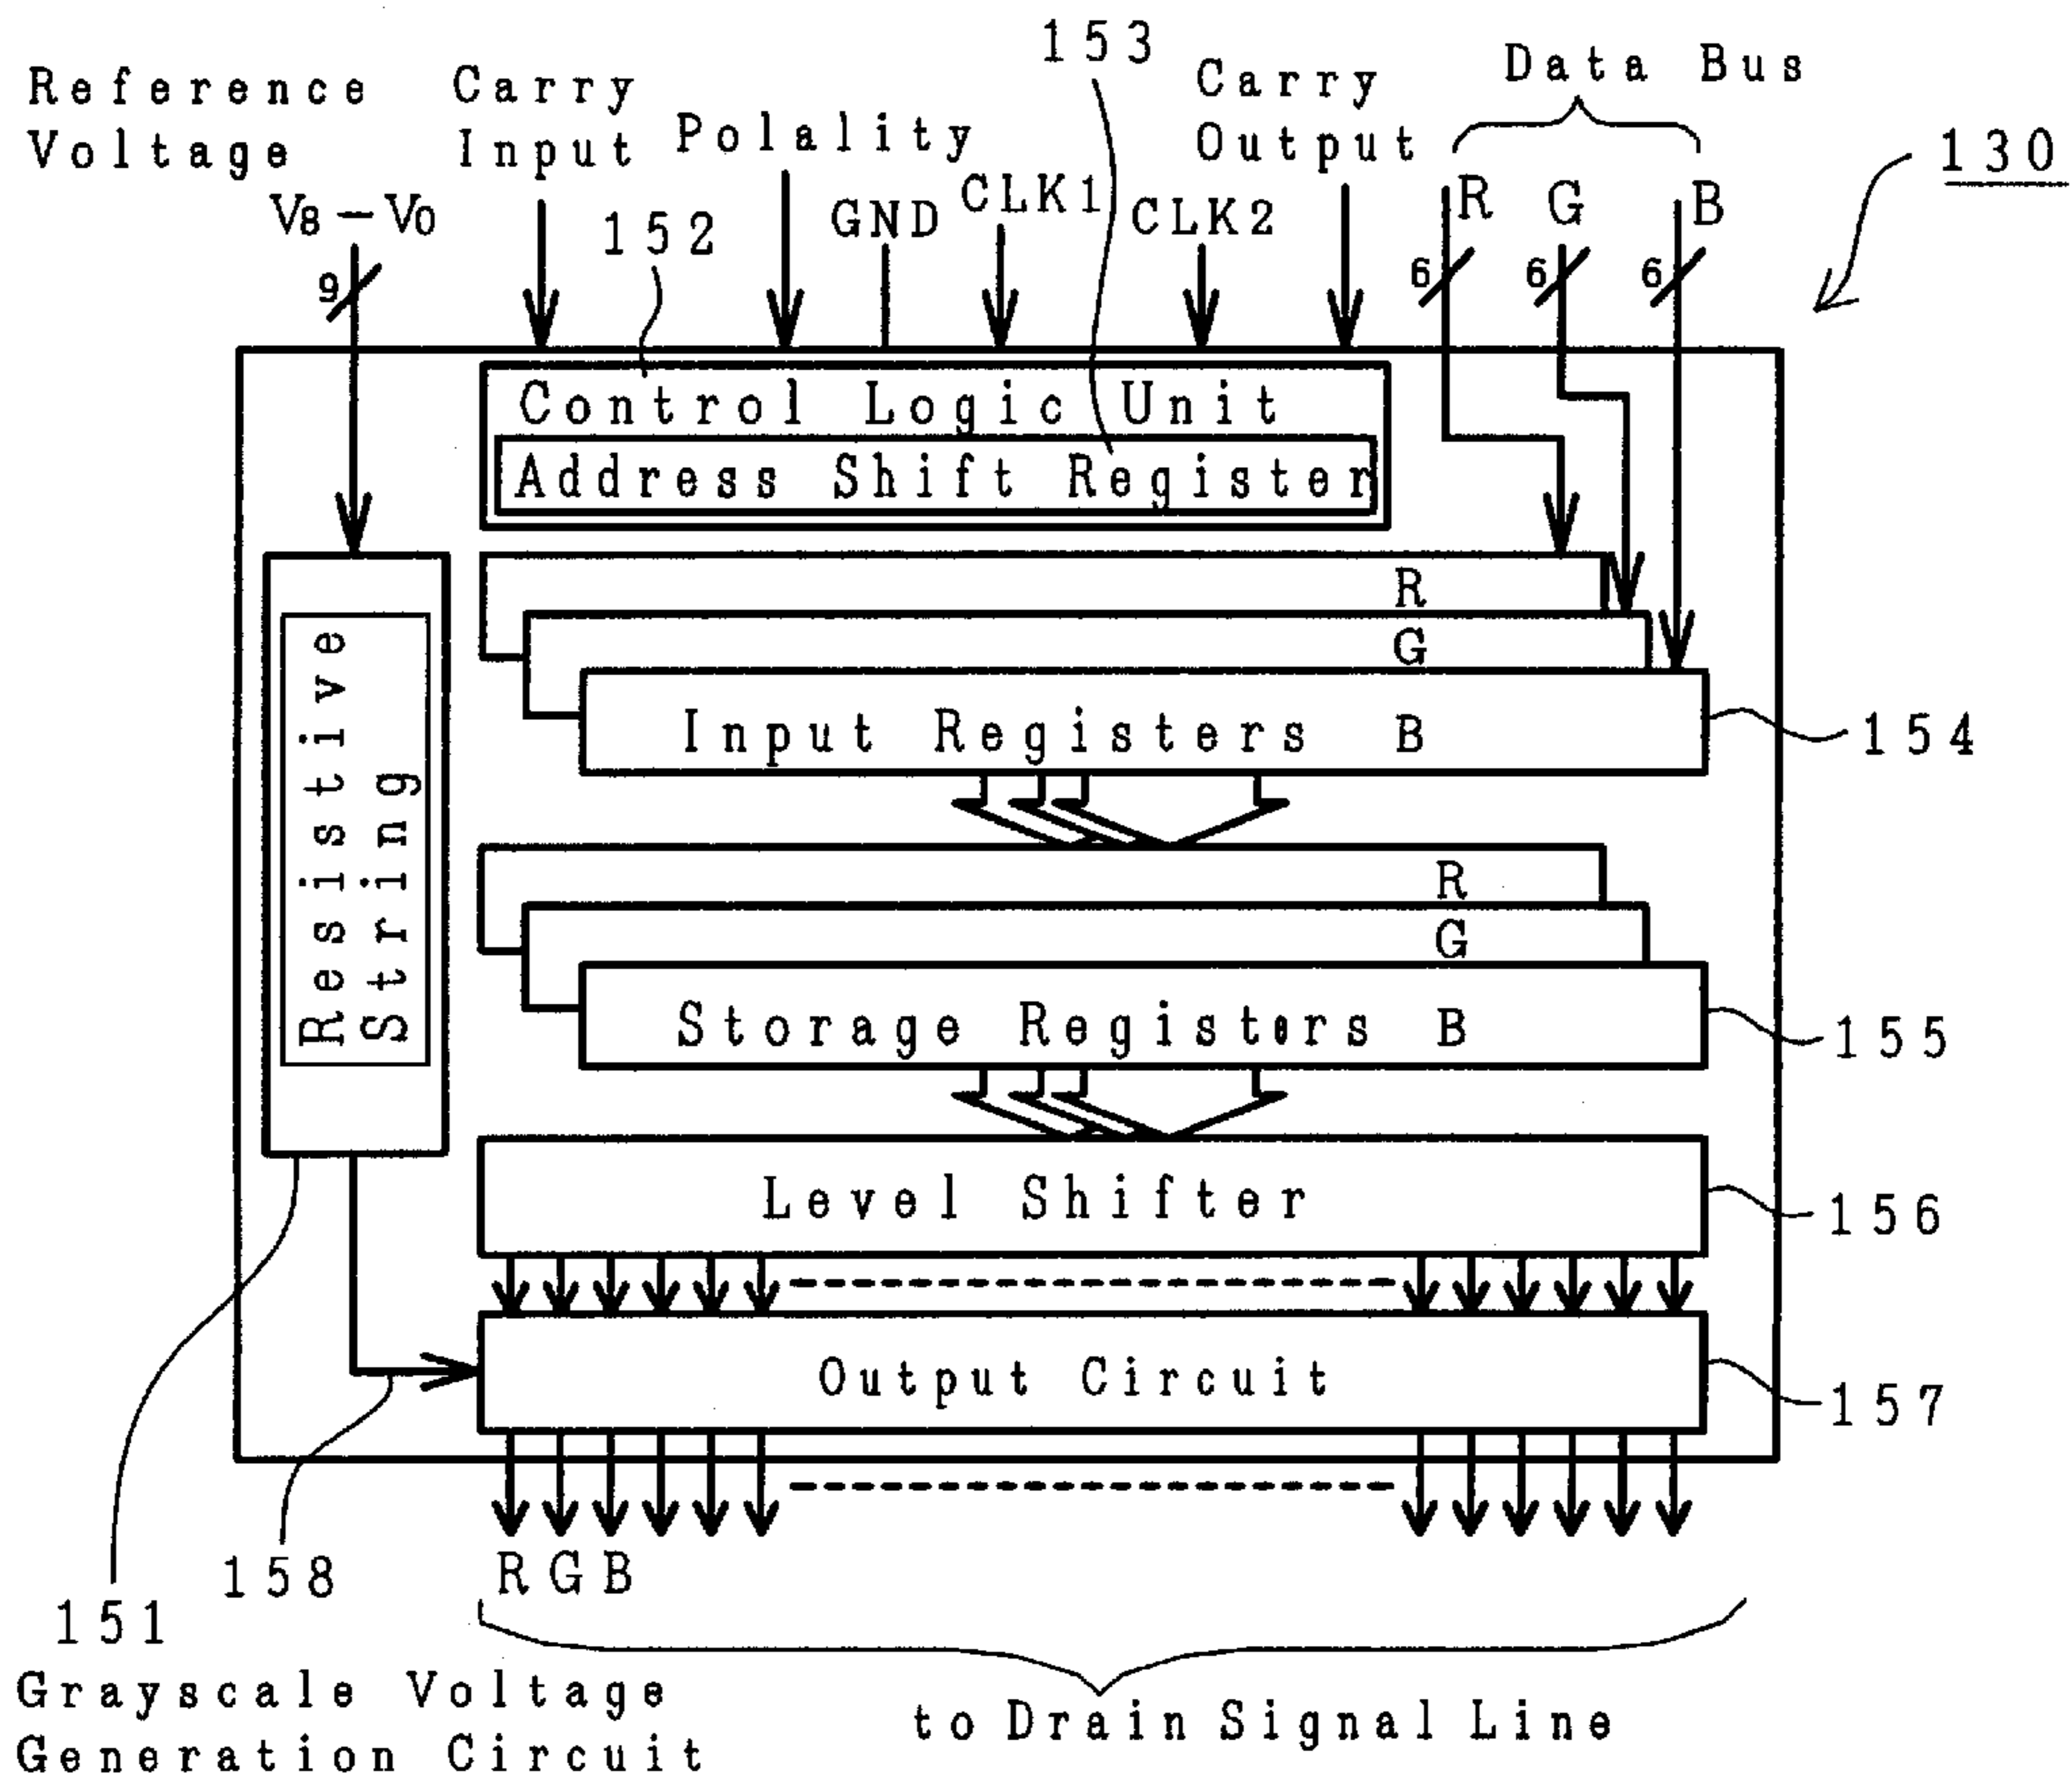 153
Reference Voltage
Carry Input
Polality
Carry Output
Data Bus
130
V8-V0
152
GND
CLK1
CLK2
R
G
B
9
6
6
6
Control Logic Unit
Address Shift Register
R
G
Input Registers B
154
Resistive String
R
G
Storage Registers B
155
Level Shifter
156
Output Circuit
157
R G B
158
151
Grayscale Voltage
Generation Circuit
to Drain Signal Line